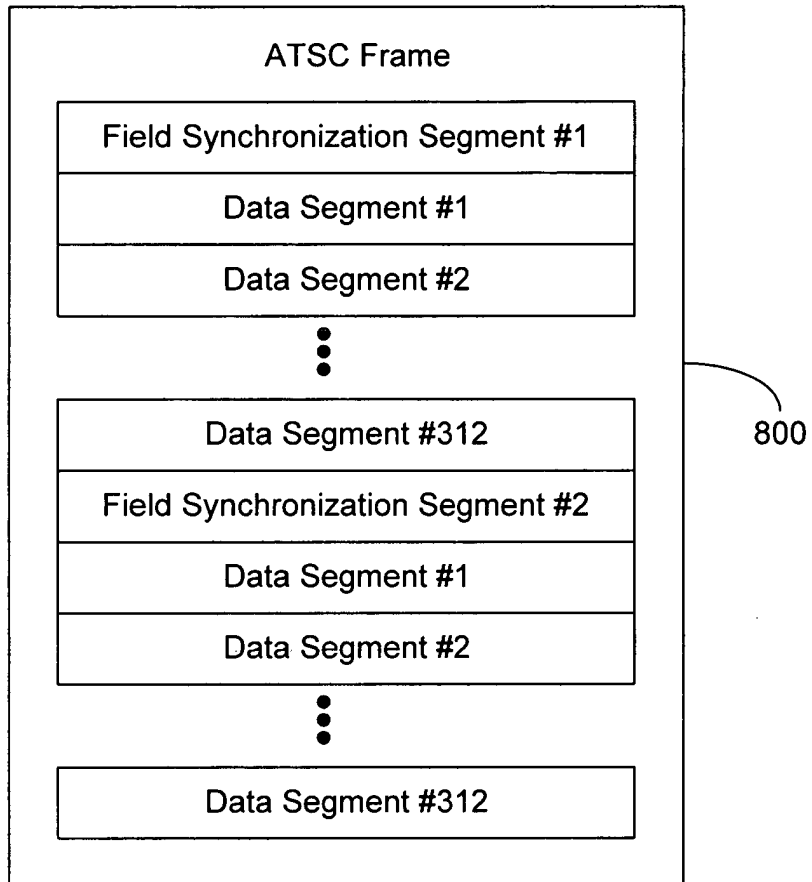 ATSC Frame
Field Synchronization Segment #1
Data Segment #1
Data Segment #2
Data Segment #312
800
Field Synchronization Segment #2
Data Segment #1
Data Segment #2
Data Segment #312